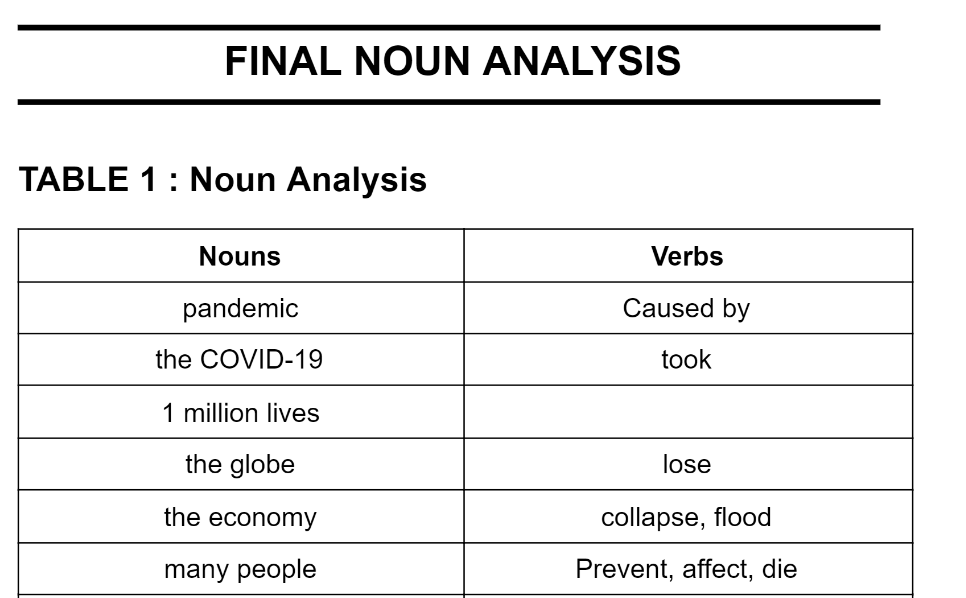 FINAL NOUN ANALYSIS
TABLE 1 : Noun Analysis
Nouns Verbs
pandemic Caused by
the COVID-19 took
1 million lives
the globe lose
the economy collapse, flood
many people Prevent, affect, die